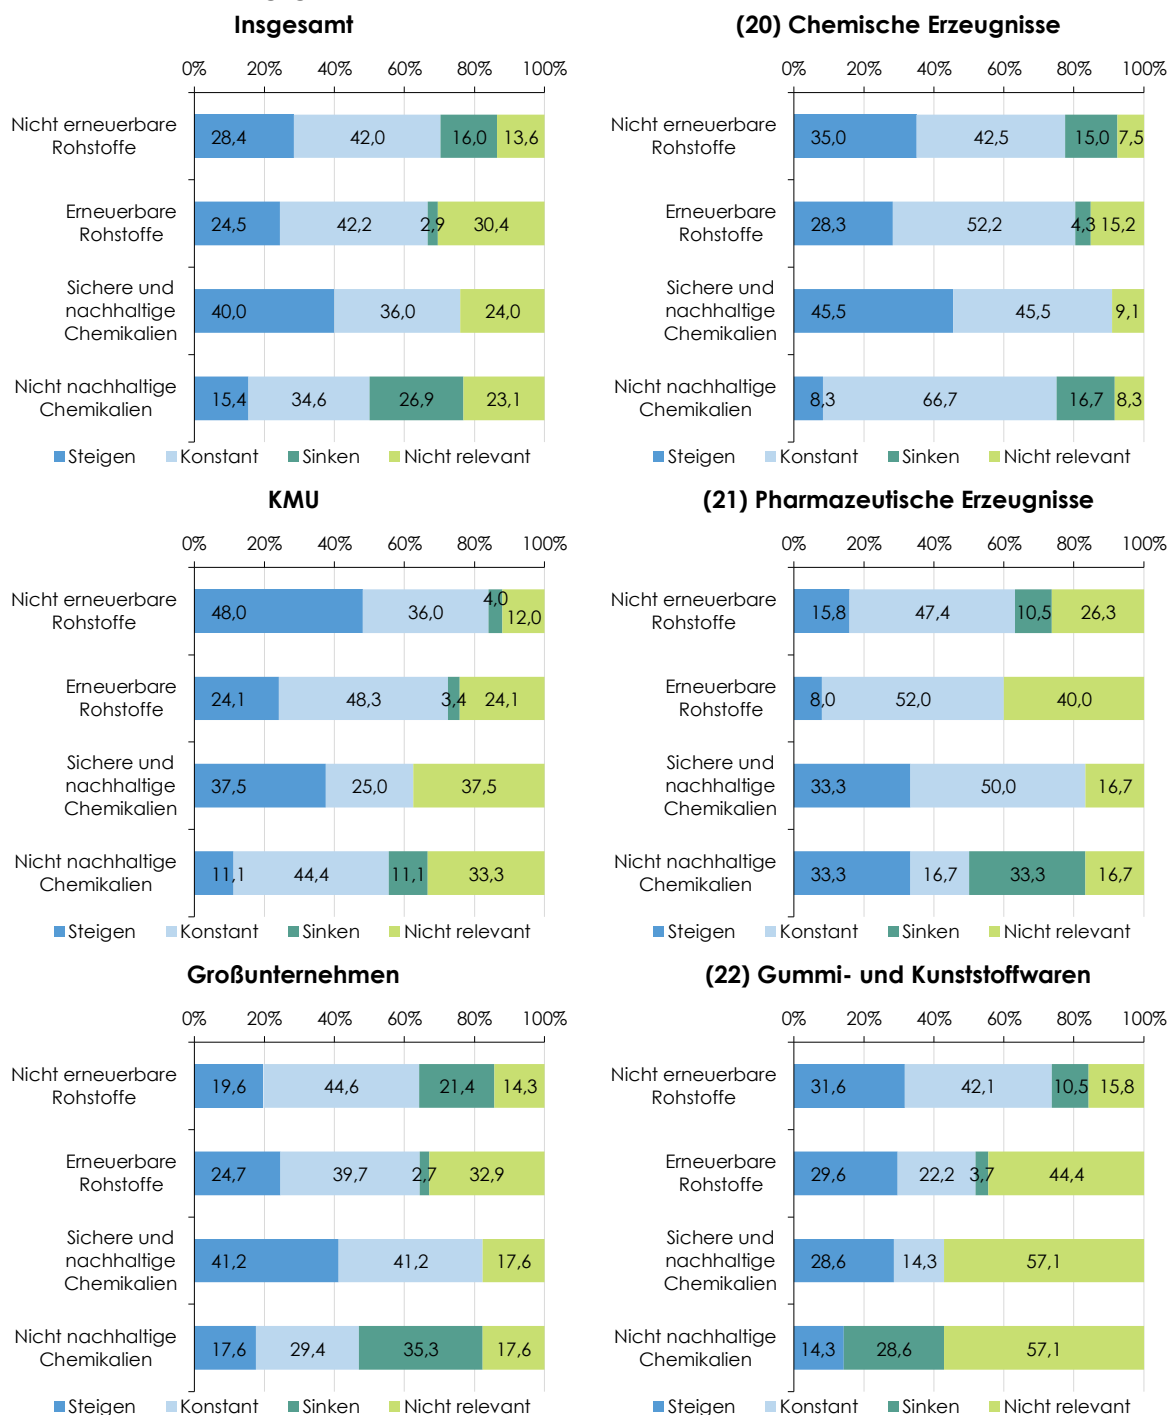 Insgesamt
0% 20% 40% 60% 80% 100%
Nicht erneuerbare
Rohstoffe
28,4 42,0 16,0 13,6
Erneuerbare
Rohstoffe
24,5 42,2 2,9 30,4
Sichere und
nachhaltige
Chemikalien
40,0 36,0 24,0
Nicht nachhaltige
Chemikalien
15,4 34,6 26,9 23,1
Steigen Konstant Sinken Nicht relevant
(20) Chemische Erzeugnisse
0% 20% 40% 60% 80% 100%
Nicht erneuerbare
Rohstoffe
35,0 42,5 15,0 7,5
Erneuerbare
Rohstoffe
28,3 52,2 4,3 15,2
Sichere und
nachhaltige
Chemikalien
45,5 45,5 9,1
Nicht nachhaltige
Chemikalien
8,3 66,7 16,7 8,3
Steigen Konstant Sinken Nicht relevant
KMU
0% 20% 40% 60% 80% 100%
Nicht erneuerbare
Rohstoffe
48,0 36,0 4,0 12,0
Erneuerbare
Rohstoffe
24,1 48,3 3,4 24,1
Sichere und
nachhaltige
Chemikalien
37,5 25,0 37,5
Nicht nachhaltige
Chemikalien
11,1 44,4 11,1 33,3
Steigen Konstant Sinken Nicht relevant
(21) Pharmazeutische Erzeugnisse
0% 20% 40% 60% 80% 100%
Nicht erneuerbare
Rohstoffe
15,8 47,4 10,5 26,3
Erneuerbare
Rohstoffe
8,0 52,0 40,0
Sichere und
nachhaltige
Chemikalien
33,3 50,0 16,7
Nicht nachhaltige
Chemikalien
33,3 16,7 33,3 16,7
Steigen Konstant Sinken Nicht relevant
Großunternehmen
0% 20% 40% 60% 80% 100%
Nicht erneuerbare
Rohstoffe
19,6 44,6 21,4 14,3
Erneuerbare
Rohstoffe
24,7 39,7 2,7 32,9
Sichere und
nachhaltige
Chemikalien
41,2 41,2 17,6
Nicht nachhaltige
Chemikalien
17,6 29,4 35,3 17,6
Steigen Konstant Sinken Nicht relevant
(22) Gummi- und Kunststoffwaren
0% 20% 40% 60% 80% 100%
Nicht erneuerbare
Rohstoffe
31,6 42,1 10,5 15,8
Erneuerbare
Rohstoffe
29,6 22,2 3,7 44,4
Sichere und
nachhaltige
Chemikalien
28,6 14,3 57,1
Nicht nachhaltige
Chemikalien
14,3 28,6 57,1
Steigen Konstant Sinken Nicht relevant